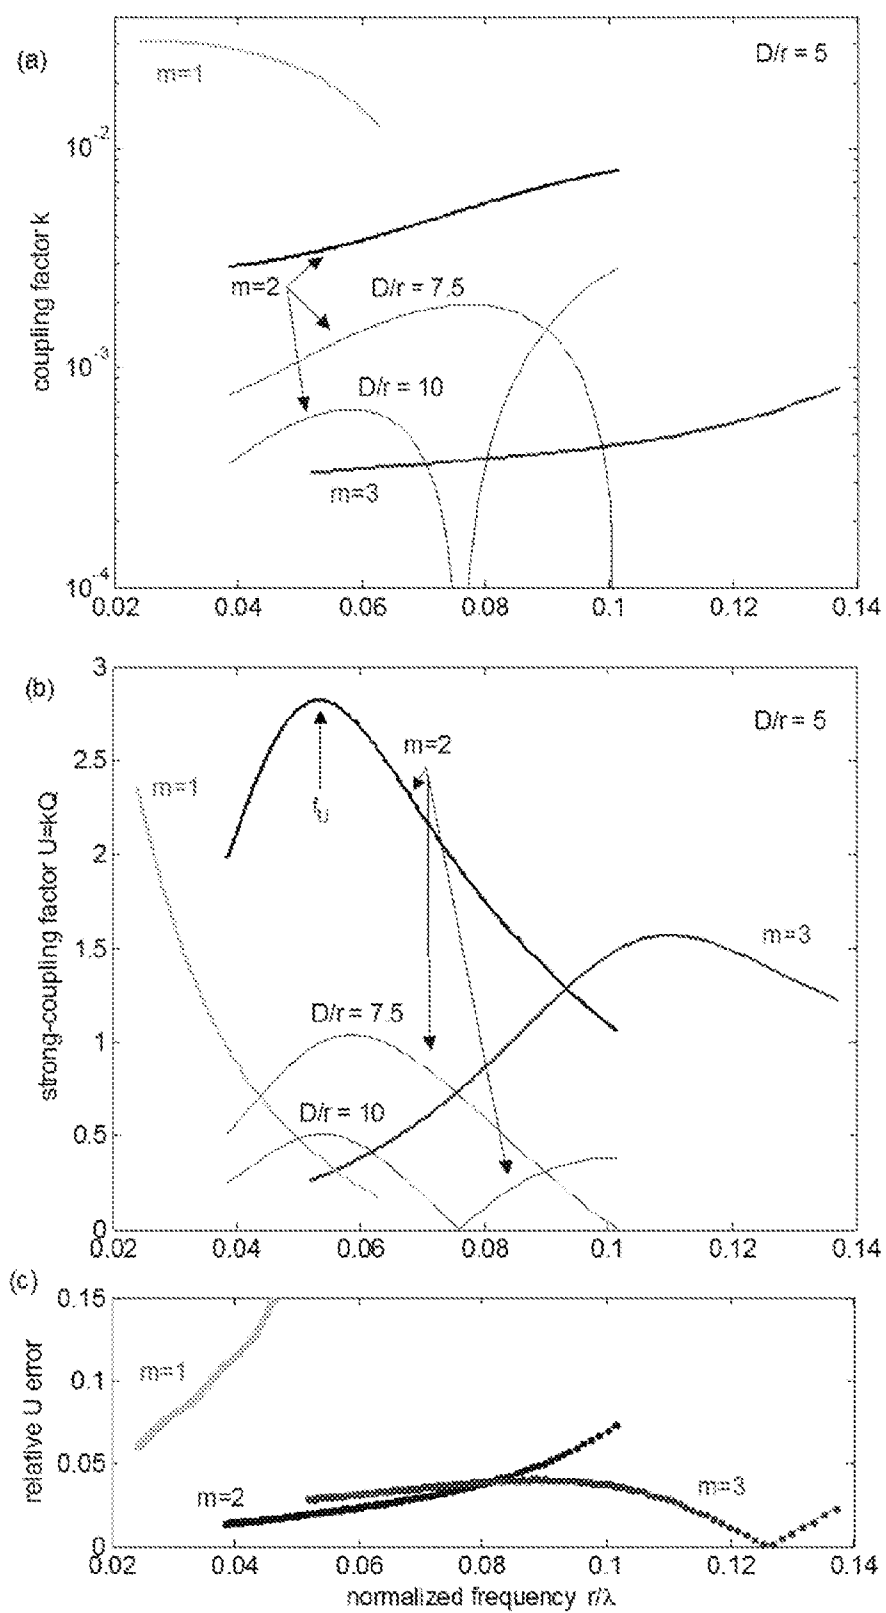 (a)
D/r = 5
m=1
10-2
coupling factor k
m=2
D/r = 7.5
10-3
D/r = 10
m=3
10-4
0.02 0.04 0.06 0.08 0.1 0.12 0.14
(b)
3
D/r = 5
m=2
2.5
m=1
fU
strong-coupling factor U=kQ
2
m=3
1.5
D/r = 7.5
1
D/r = 10
0.5
0
0.02 0.04 0.06 0.08 0.1 0.12 0.14
(c)
0.15
relative U error
m=1
0.1
0.05
m=2
m=3
0
0.02 0.04 0.06 0.08 0.1 0.12 0.14
normalized frequency r/λ